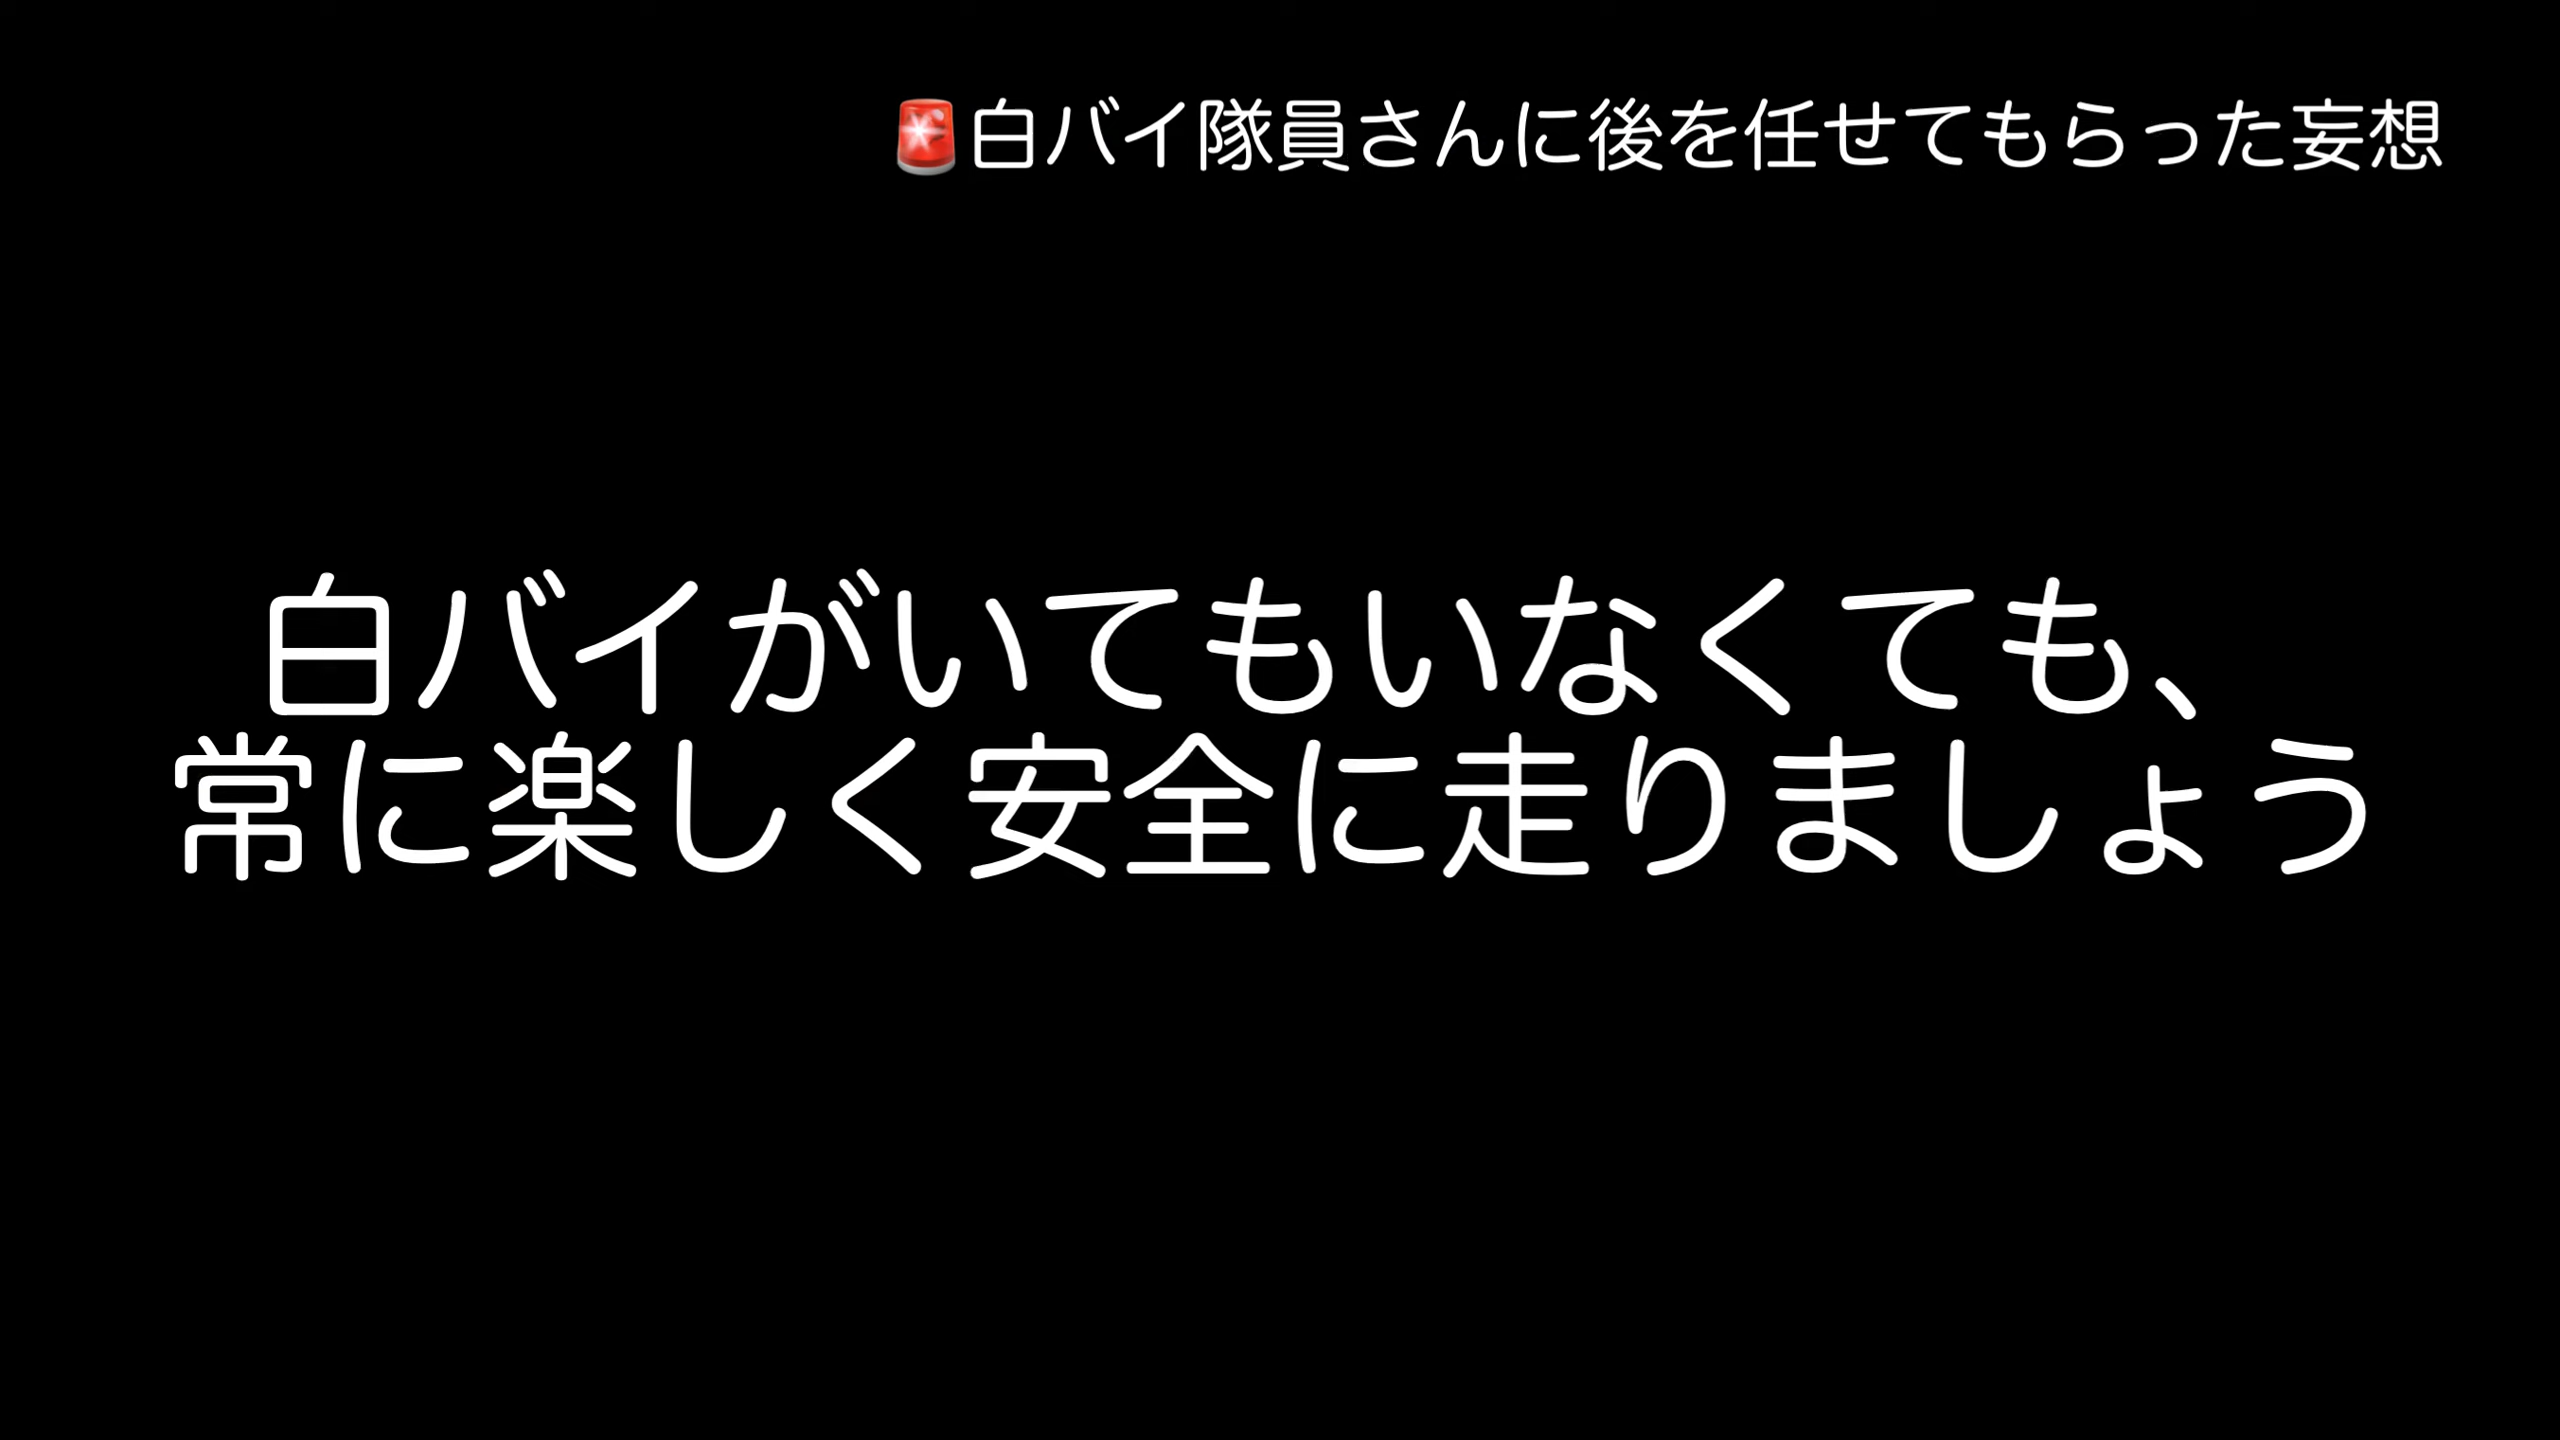 🚨白バイ隊員さんに後を任せてもらった妄想
白バイがいてもいなくても、
常に楽しく安全に走りましょう